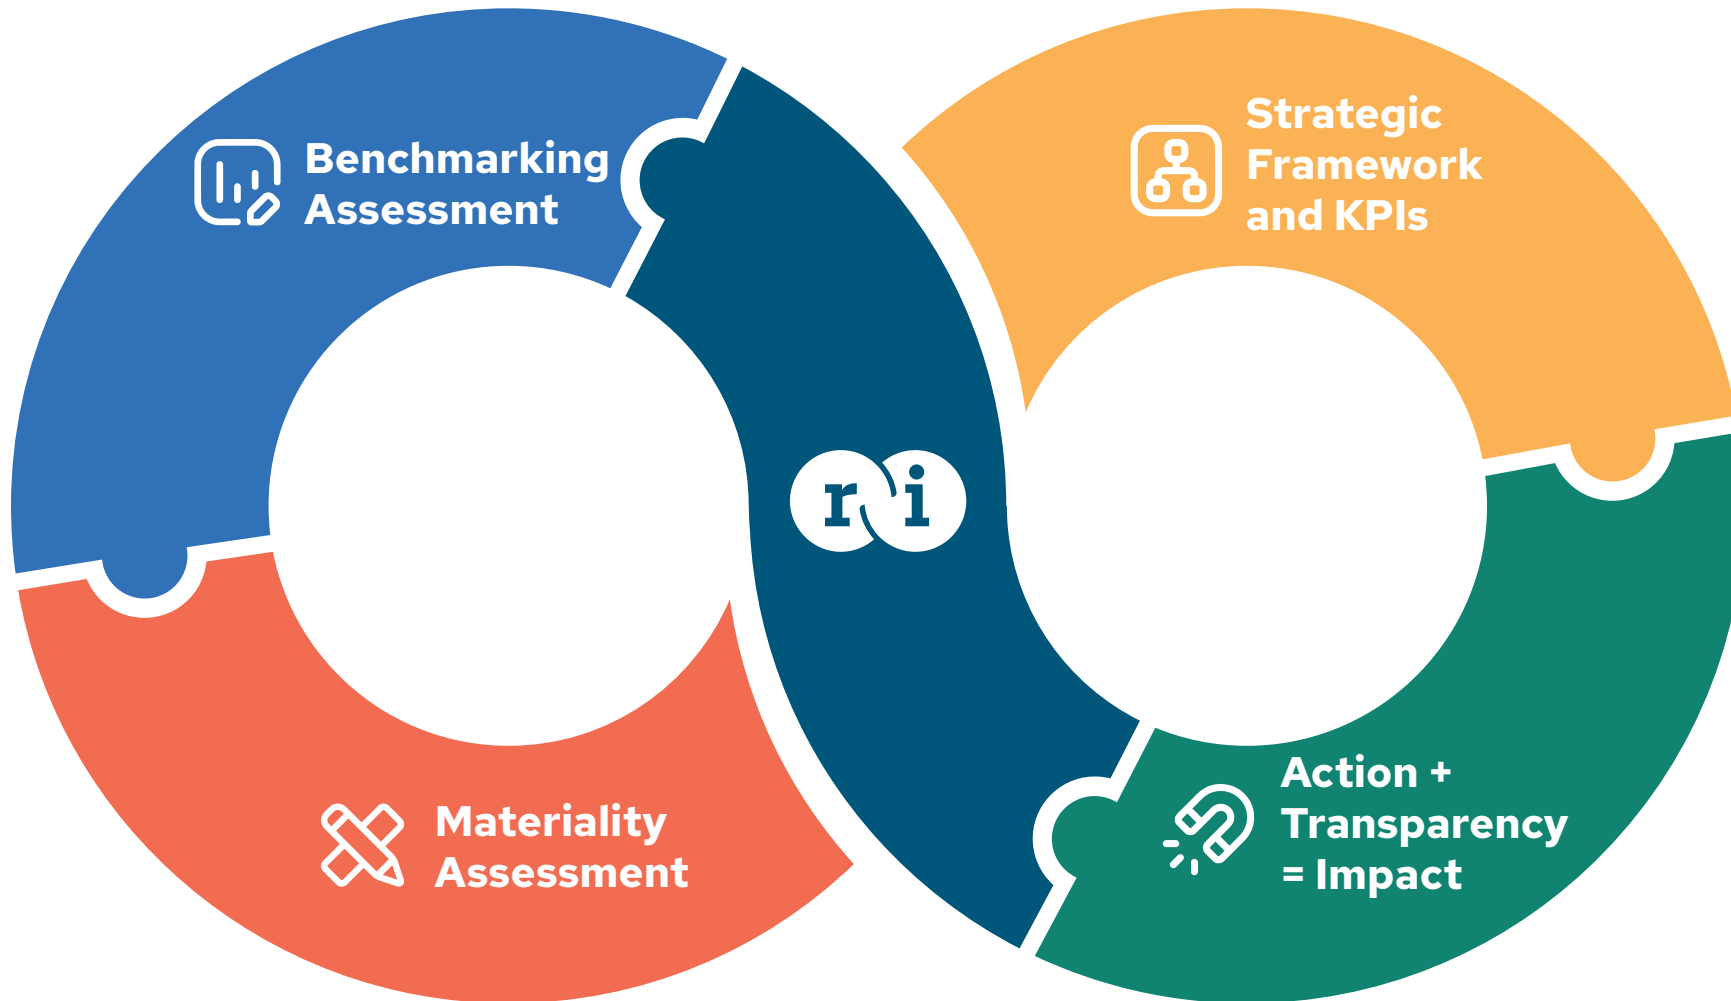 Benchmarking
Assessment
Strategic
Framework
and KPIs
ri
Materiality
Assessment
Action +
Transparency
= Impact